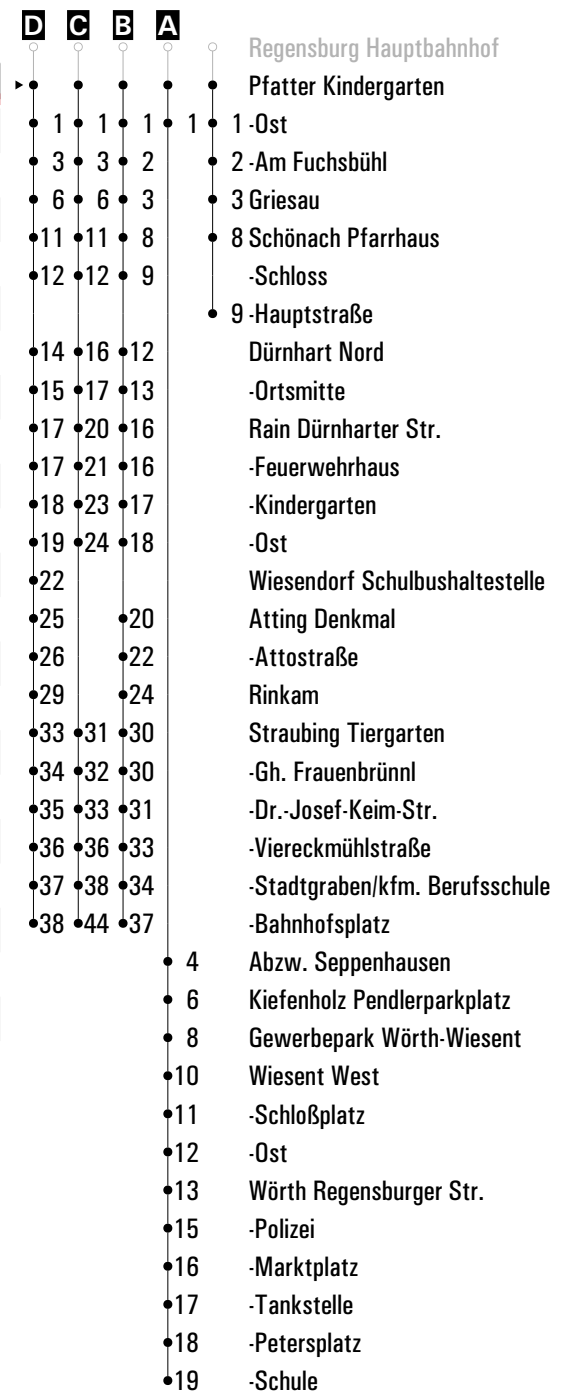 D C B A
Regensburg Hauptbahnhof
Pfatter Kindergarten
1 1 1 1 1 -Ost
3 3 2 2 -Am Fuchsbühl
6 6 3 3 Griesau
11 11 8 8 Schönach Pfarrhaus
12 12 9 -Schloss
9 -Hauptstraße
14 16 12 Dürnhart Nord
15 17 13 -Ortsmitte
17 20 16 Rain Dürnharter Str.
17 21 16 -Feuerwehrhaus
18 23 17 -Kindergarten
19 24 18 -Ost
22 Wiesendorf Schulbushaltestelle
25 20 Atting Denkmal
26 22 -Attostraße
29 24 Rinkam
33 31 30 Straubing Tiergarten
34 32 30 -Gh. Frauenbrünnl
35 33 31 -Dr.-Josef-Keim-Str.
36 36 33 -Viereckmühlstraße
37 38 34 -Stadtgraben/kfm. Berufsschule
38 44 37 -Bahnhofsplatz
4 Abzw. Seppenhausen
6 Kiefenholz Pendlerparkplatz
8 Gewerbepark Wörth-Wiesent
10 Wiesent West
11 -Schloßplatz
12 -Ost
13 Wörth Regensburger Str.
15 -Polizei
16 -Marktplatz
17 -Tankstelle
18 -Petersplatz
19 -Schule